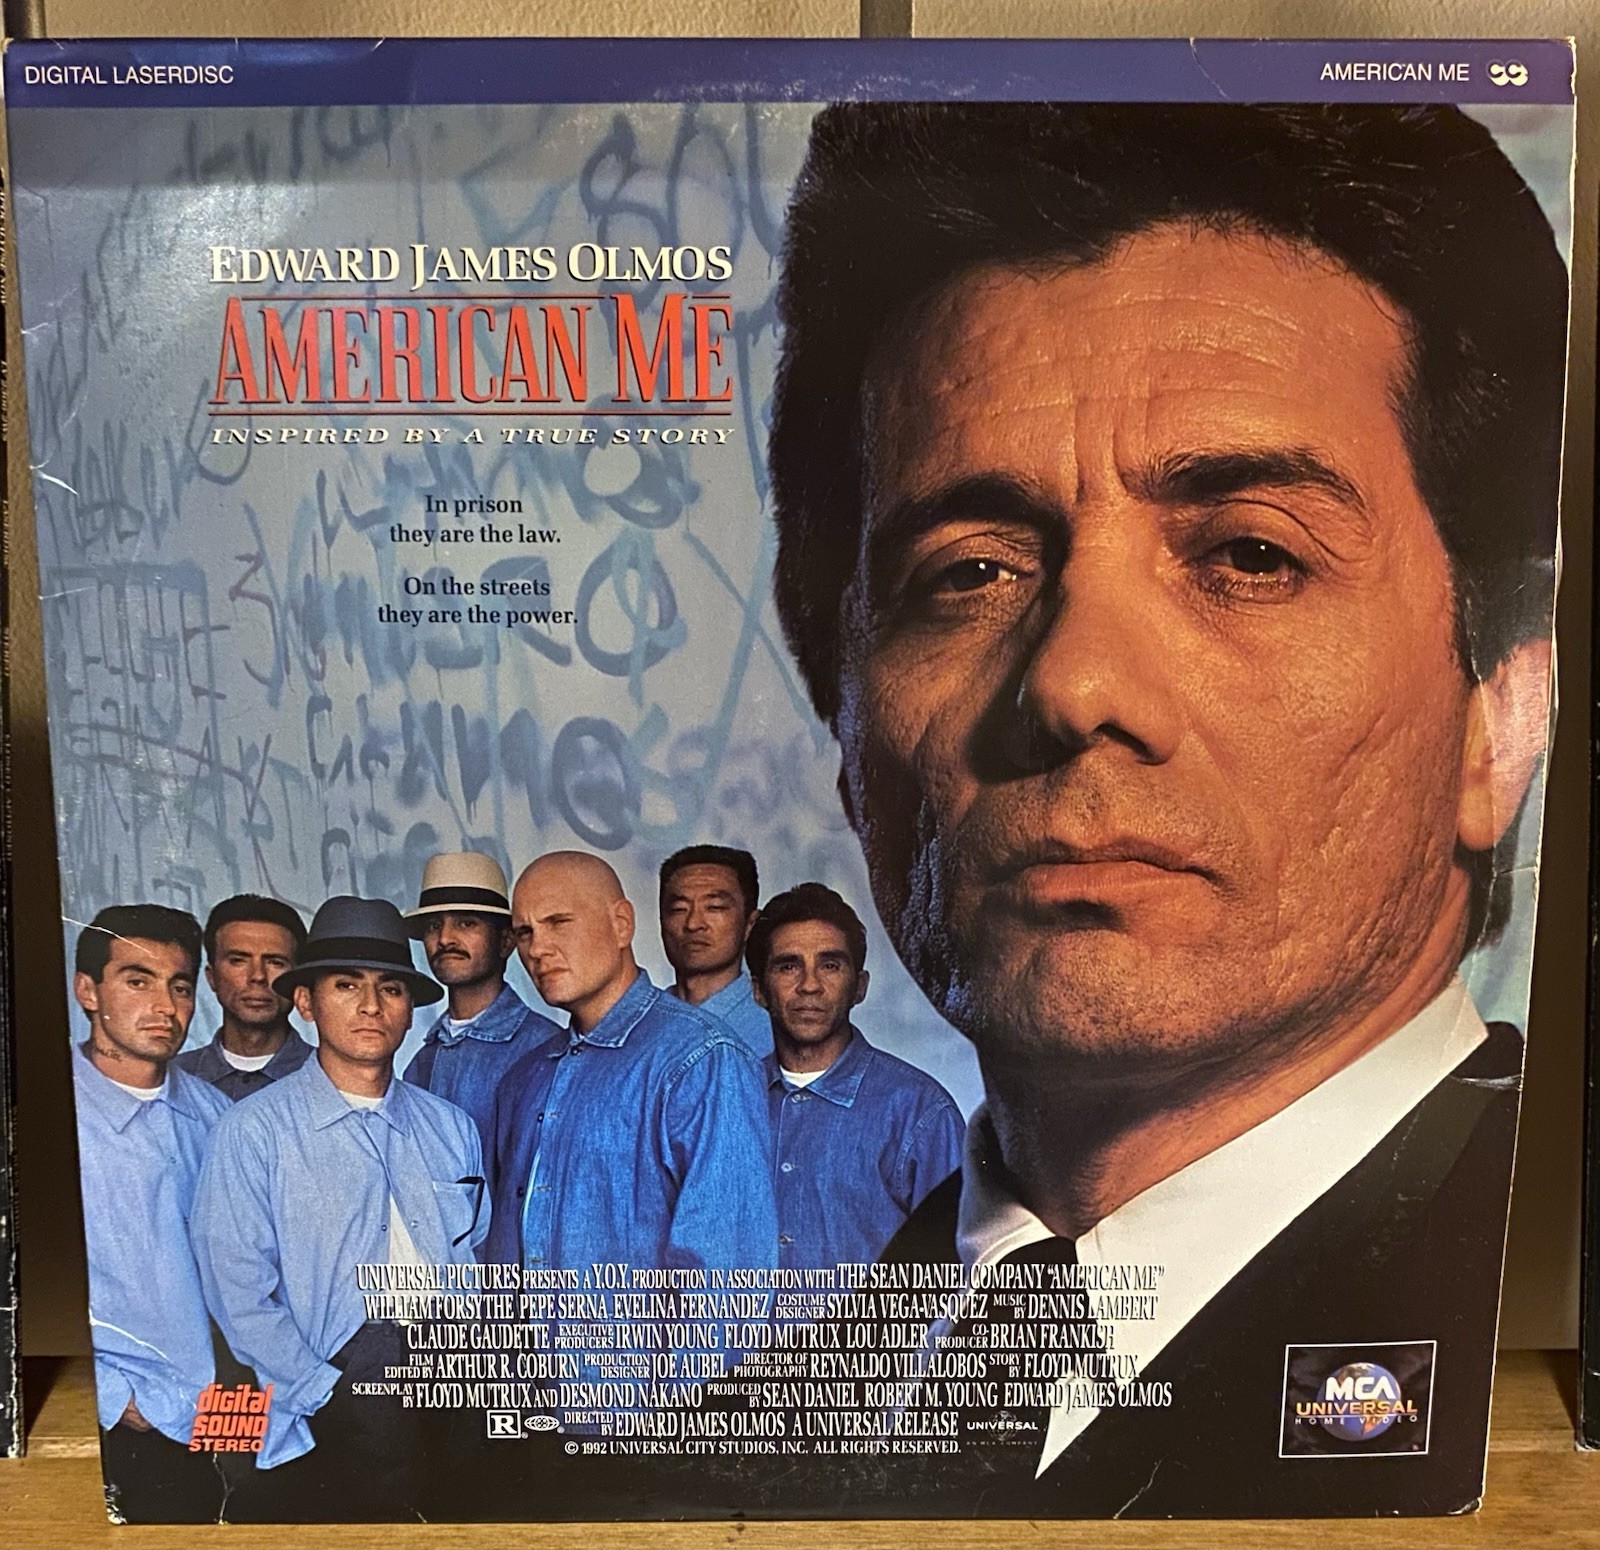 DIGITAL LASERDISC
AMERICAN ME CC
EDWARD JAMES OLMOS
AMERICAN ME
INSPIRED BY A TRUE STORY
In prison
they are the law.
On the streets
they are the power.
UNIVERSAL PICTURES PRESENTS A Y.O.Y. PRODUCTION IN ASSOCIATION WITH THE SEAN DANIEL COMPANY "AMERICAN ME"
WILLIAM FORSYTHE PEPE SERNA EVELINA FERNANDEZ COSTUME DESIGNER SYLVIA VEGA-VASQUEZ MUSIC BY DENNIS LAMBERT
CLAUDE GAUDETTE EXECUTIVE PRODUCERS IRWIN YOUNG FLOYD MUTRUX LOU ADLER CO-PRODUCER BRIAN FRANKISH
FILM EDITED BY ARTHUR R. COBURN PRODUCTION DESIGNER JOE AUBEL DIRECTOR OF PHOTOGRAPHY REYNALDO VILLALOBOS STORY BY FLOYD MUTRUX
SCREENPLAY BY FLOYD MUTRUX AND DESMOND NAKANO PRODUCED BY SEAN DANIEL ROBERT M. YOUNG EDWARD JAMES OLMOS
R DIRECTED BY EDWARD JAMES OLMOS A UNIVERSAL RELEASE UNIVERSAL
AN MCA COMPANY
© 1992 UNIVERSAL CITY STUDIOS, INC. ALL RIGHTS RESERVED.
digital
SOUND
STEREO
MCA
UNIVERSAL
HOME VIDEO